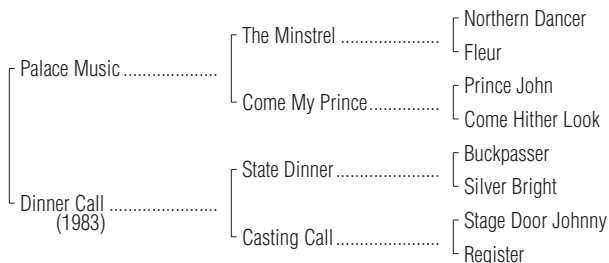 Northern Dancer
The Minstrel ....................
Fleur
Palace Music ....................
Prince John
Come My Prince...............
Come Hither Look
Buckpasser
State Dinner......................
Silver Bright
Dinner Call .......................
(1983)
Stage Door Johnny
Casting Call ......................
Register